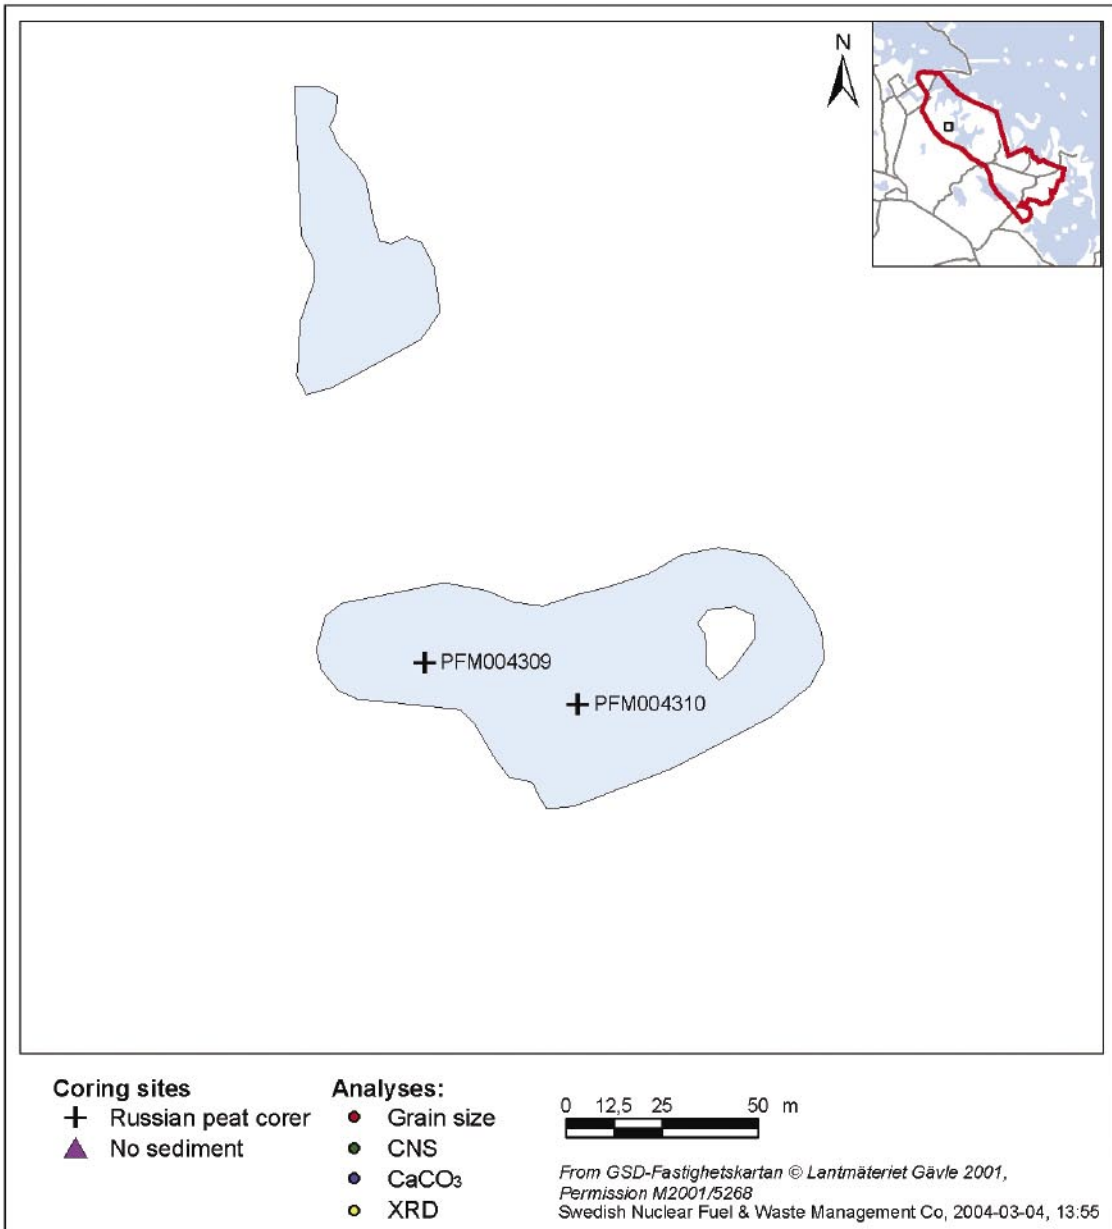 N
PFM004309
PFM004310
Coring sites
Russian peat corer
No sediment
Analyses:
Grain size
CNS
CaCO₃
XRD
0 12,5 25 50 m
From GSD-Fastighetskartan © Lantmäteriet Gävle 2001,
Permission M2001/5268
Swedish Nuclear Fuel & Waste Management Co, 2004-03-04, 13:55